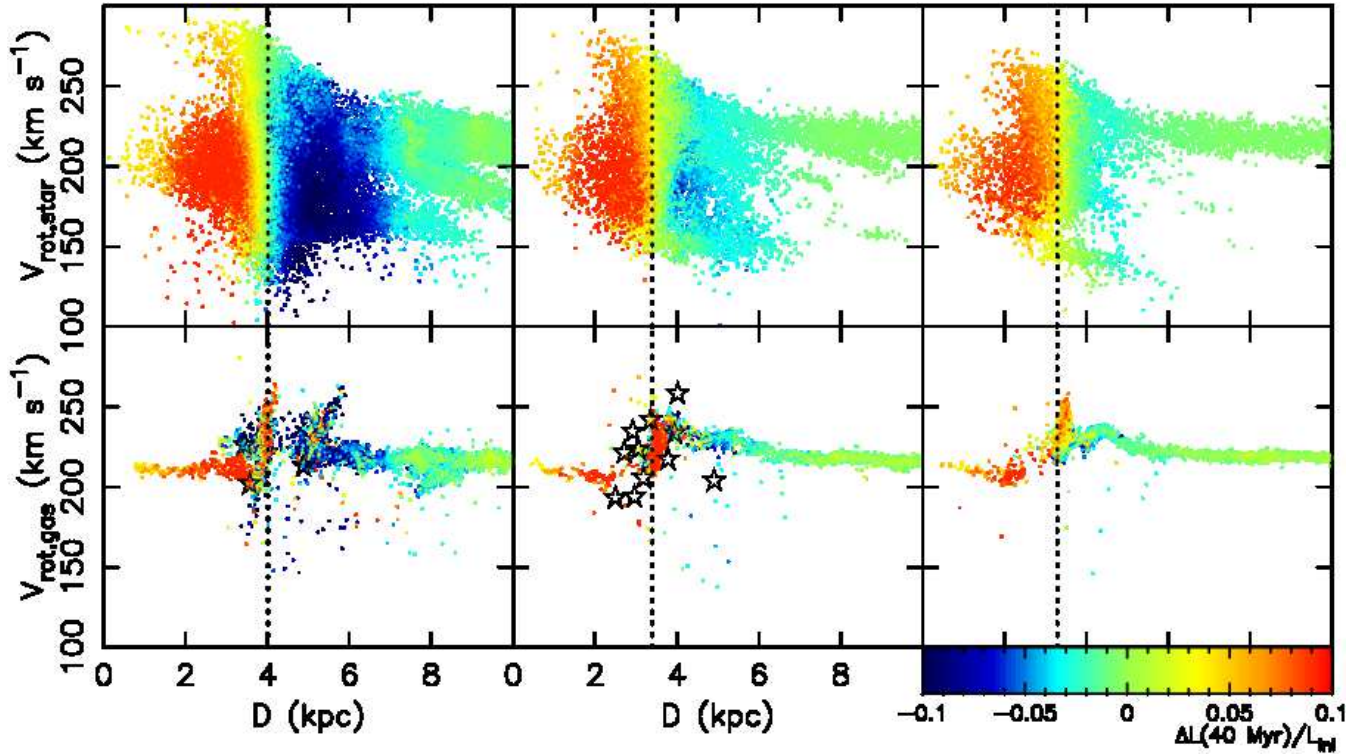 V_rot,star (km s⁻¹)
100 150 200 250
V_rot,gas (km s⁻¹)
100 150 200 250
0 2 4 6 8
0 2 4 6 8
D (kpc)
D (kpc)
−0.1 −0.05 0 0.05 0.1
ΔL(40 Myr)/L_ini